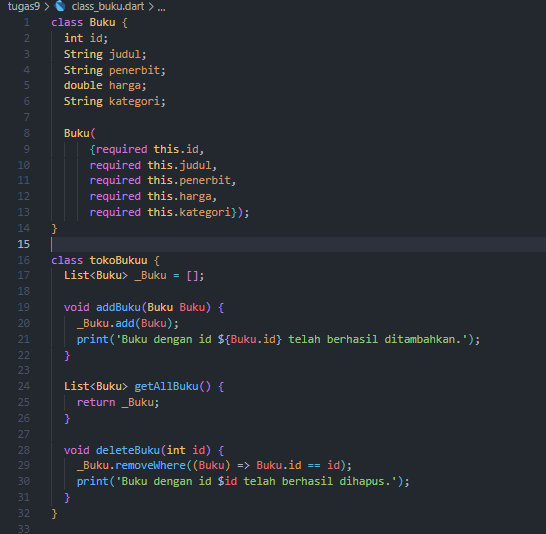 tugas9 > class_buku.dart > ...
1 class Buku {
2 int id;
3 String judul;
4 String penerbit;
5 double harga;
6 String kategori;
7
8 Buku(
9 {required this.id,
10 required this.judul,
11 required this.penerbit,
12 required this.harga,
13 required this.kategori});
14 }
15
16 class tokoBukuu {
17 List<Buku> _Buku = [];
18
19 void addBuku(Buku Buku) {
20 _Buku.add(Buku);
21 print('Buku dengan id ${Buku.id} telah berhasil ditambahkan.');
22 }
23
24 List<Buku> getAllBuku() {
25 return _Buku;
26 }
27
28 void deleteBuku(int id) {
29 _Buku.removeWhere((Buku) => Buku.id == id);
30 print('Buku dengan id $id telah berhasil dihapus.');
31 }
32 }
33